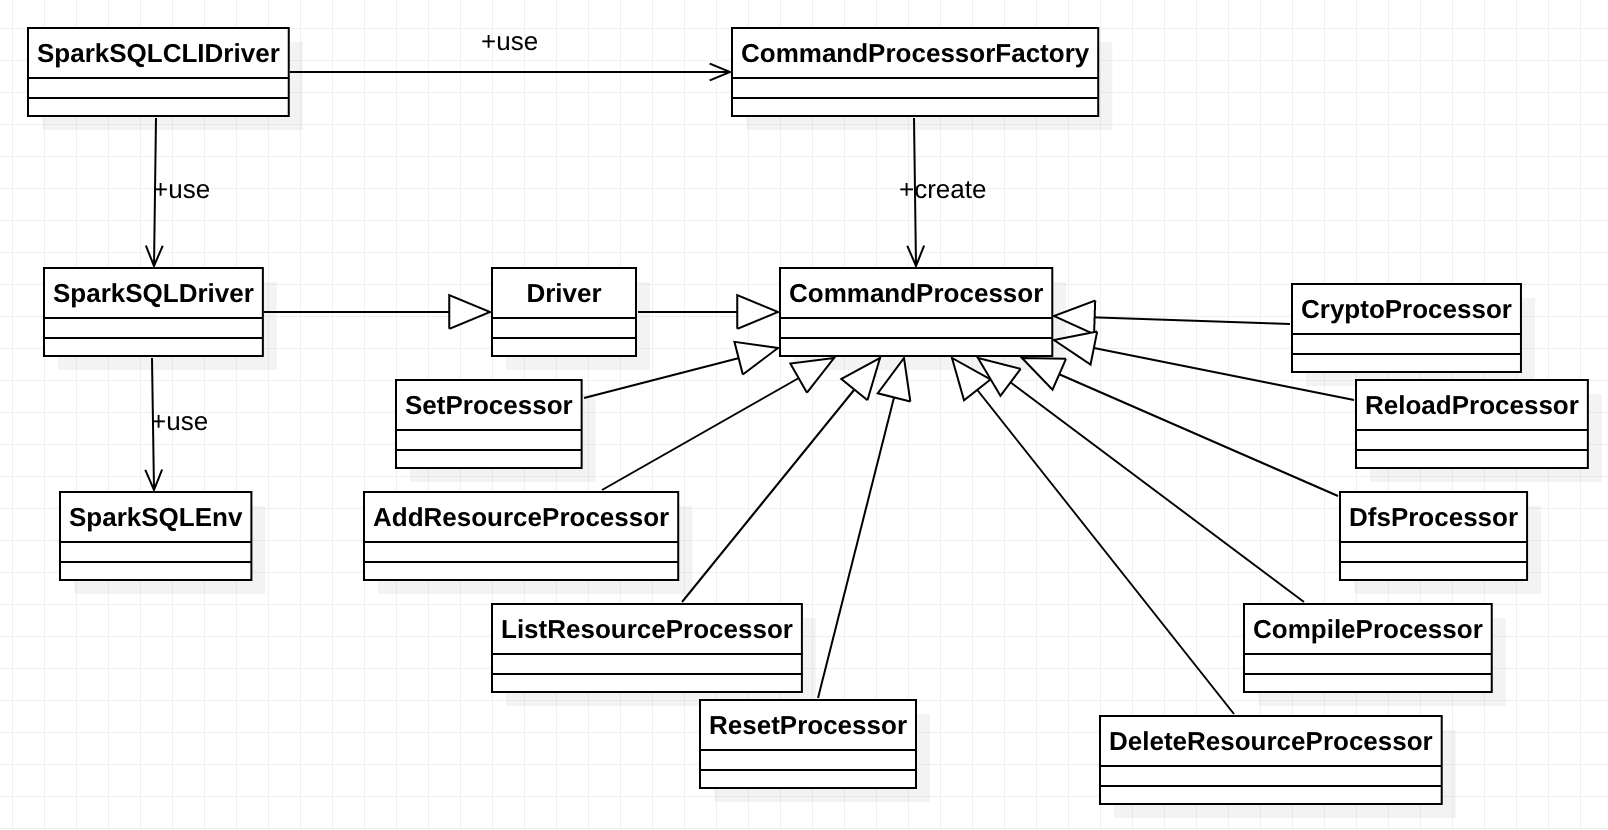 SparkSQLCLIDriver
+use
CommandProcessorFactory
+use
+create
SparkSQLDriver
Driver
CommandProcessor
CryptoProcessor
SetProcessor
ReloadProcessor
+use
SparkSQLEnv
AddResourceProcessor
DfsProcessor
ListResourceProcessor
CompileProcessor
ResetProcessor
DeleteResourceProcessor